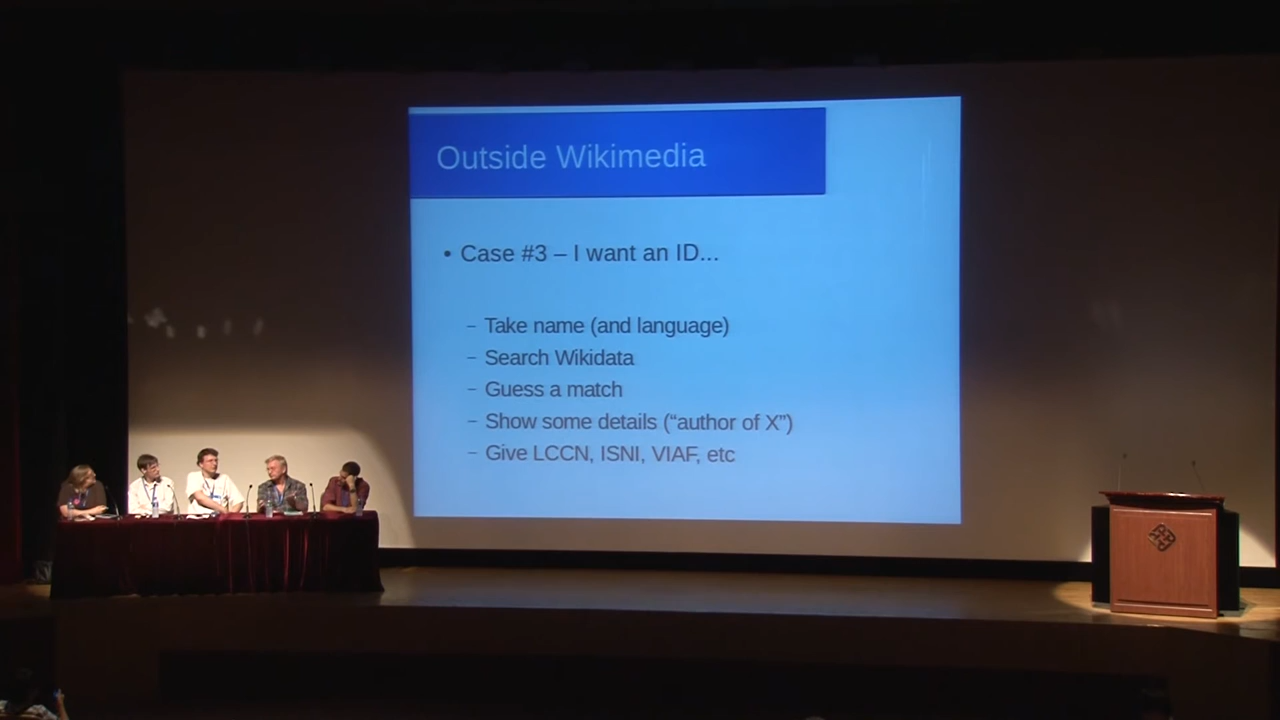 Outside Wikimedia
• Case #3 – I want an ID...
– Take name (and language)
– Search Wikidata
– Guess a match
– Show some details (“author of X”)
– Give LCCN, ISNI, VIAF, etc